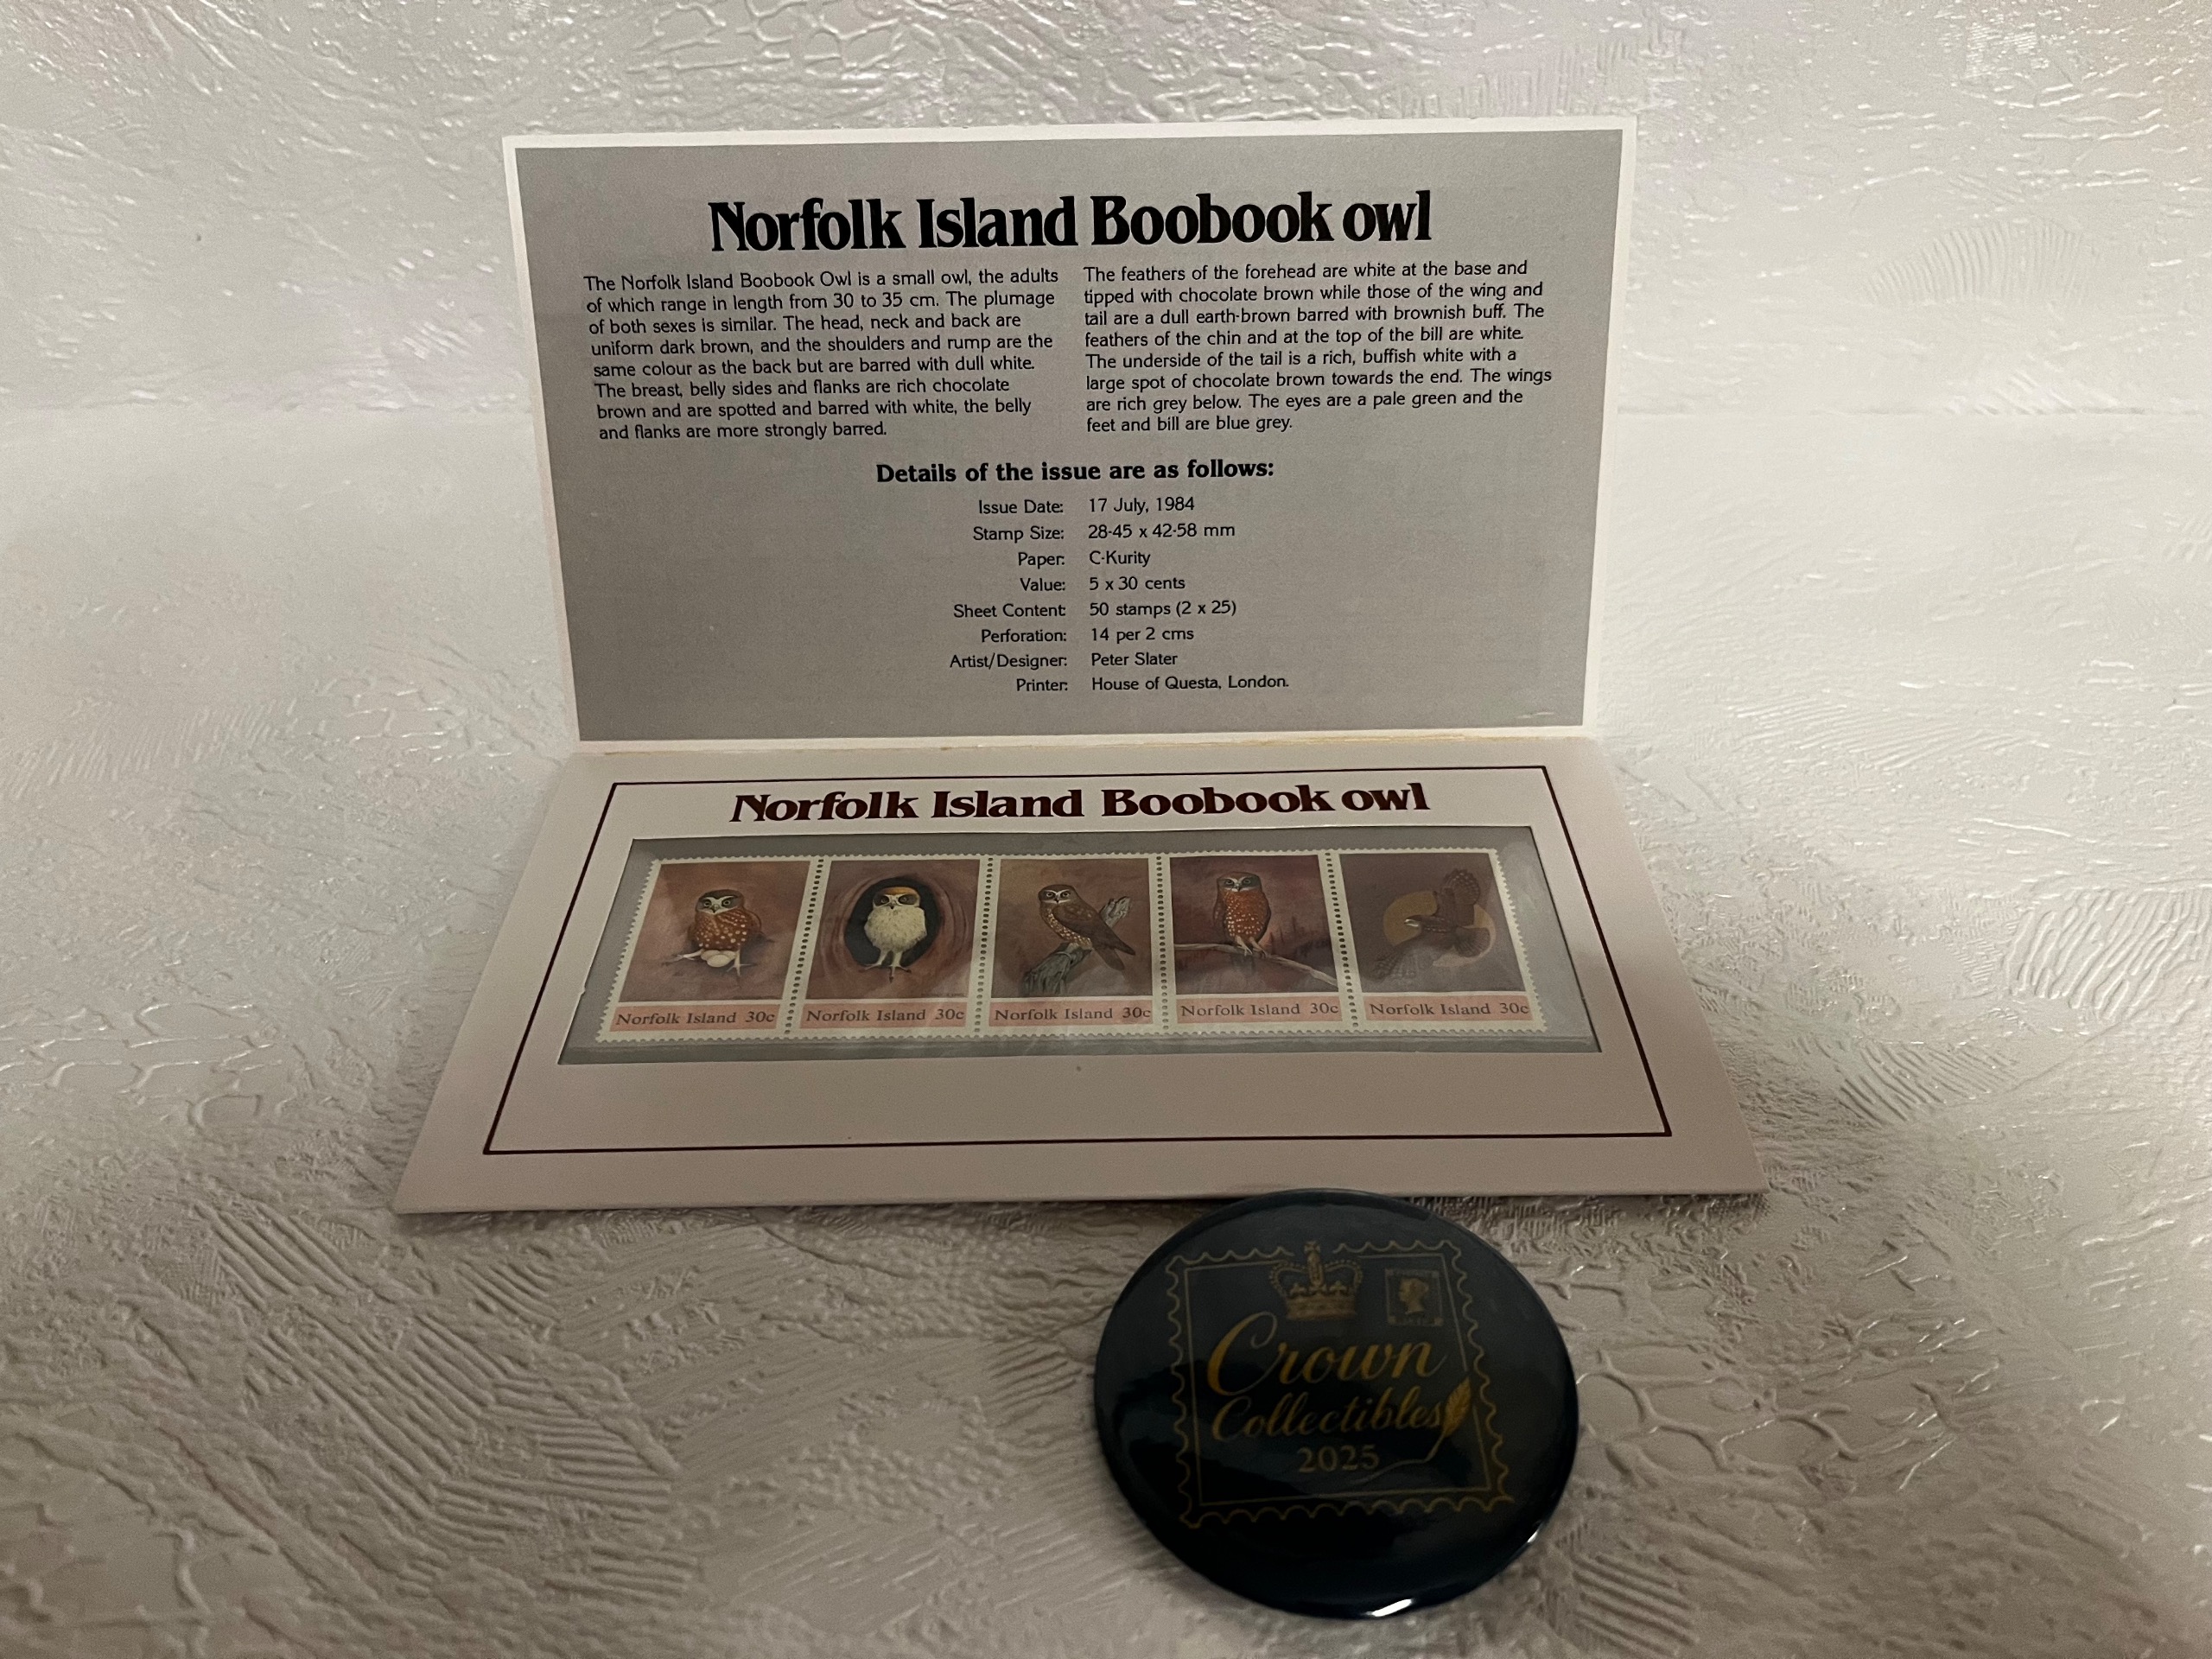 Norfolk Island Boobook owl
The Norfolk Island Boobook Owl is a small owl, the adults
of which range in length from 30 to 35 cm. The plumage
of both sexes is similar. The head, neck and back are
uniform dark brown, and the shoulders and rump are the
same colour as the back but are barred with dull white.
The breast, belly sides and flanks are rich chocolate
brown and are spotted and barred with white, the belly
and flanks are more strongly barred.
The feathers of the forehead are white at the base and
tipped with chocolate brown while those of the wing and
tail are a dull earth-brown barred with brownish buff. The
feathers of the chin and at the top of the bill are white.
The underside of the tail is a rich, buffish white with a
large spot of chocolate brown towards the end. The wings
are rich grey below. The eyes are a pale green and the
feet and bill are blue grey.
Details of the issue are as follows:
Issue Date: 17 July, 1984
Stamp Size: 28·45 x 42·58 mm
Paper: C-Kurity
Value: 5 x 30 cents
Sheet Content: 50 stamps (2 x 25)
Perforation: 14 per 2 cms
Artist/Designer: Peter Slater
Printer: House of Questa, London.
Norfolk Island Boobook owl
Norfolk Island 30c
Norfolk Island 30c
Norfolk Island 30c
Norfolk Island 30c
Norfolk Island 30c
Crown
Collectibles
2025